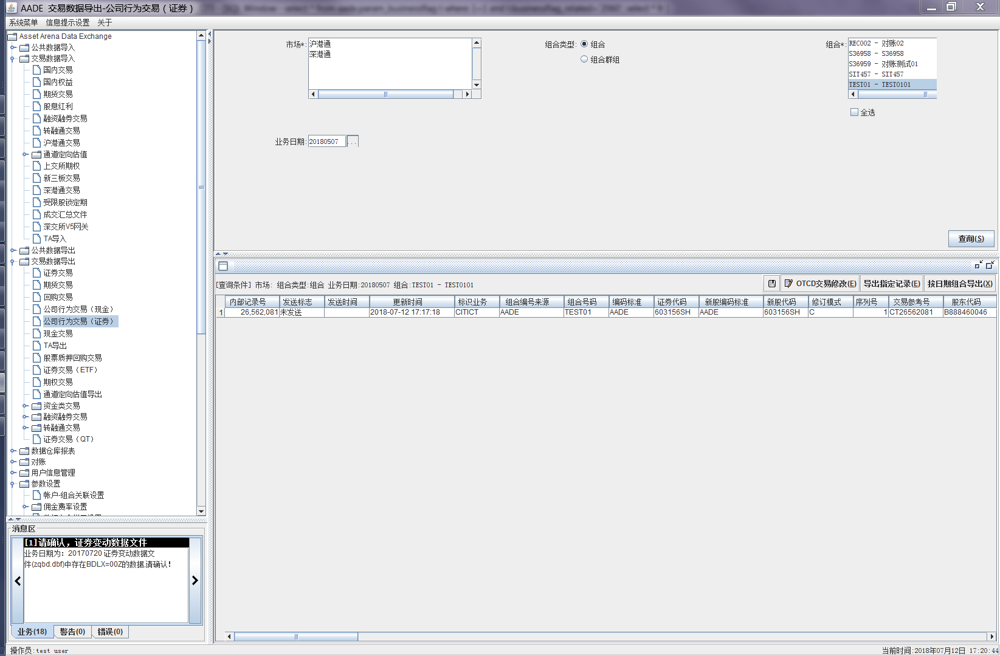 AADE 交易数据导出-公司行为交易（证券）
系统菜单 信息提示设置 关于
Asset Arena Data Exchange
公共数据导入
交易数据导入
国内交易
国内权益
期货交易
股息红利
融资融券交易
转融通交易
沪港通交易
通道定向估值
上交所期权
新三板交易
深港通交易
受限股锁定期
成交汇总文件
深交所V5网关
TA导入
公共数据导出
交易数据导出
证券交易
期货交易
回购交易
公司行为交易（现金）
公司行为交易（证券）
现金交易
TA导出
股票质押回购交易
证券交易（ETF）
期权交易
通道定向估值导出
资金类交易
融资融券交易
转融通交易
证券交易（QT）
数据仓库报表
对账
用户信息管理
参数设置
帐户-组合关联设置
佣金费率设置
消息区
[1]请确认，证券变动数据文件
业务日期为：20170720 证券变动数据文
件(zqbd.dbf)中存在BDLX=00Z的数据,请确认！
业务(18) 警告(0) 错误(0)
市场*:
沪港通
深港通
组合类型: 组合
组合群组
组合*:
REC002 - 对账02
S36958 - S36958
S36959 - 对账测试01
SIT457 - SIT457
TEST01 - TEST0101
全选
业务日期: 20180507 ...
查询(S)
[查询条件] 市场: 组合类型:组合 业务日期:20180507 组合:TEST01 - TEST0101
OTCD交易修改(E) 导出指定记录(E) 按日期组合导出(X)
内部记录号 发送标志 发送时间 更新时间 标识业务 组合编号来源 组合号码 编码标准 证券代码 新股编码标准 新股代码 修订模式 序列号 交易参考号 股东代码
1 26,562,081 未发送 2018-07-12 17:17:18 CITICT AADE TEST01 AADE 603156SH AADE 603156SH C 1 CT26562081 B888460046
操作员:test user
当前时间:2018年07月12日 17:20:44